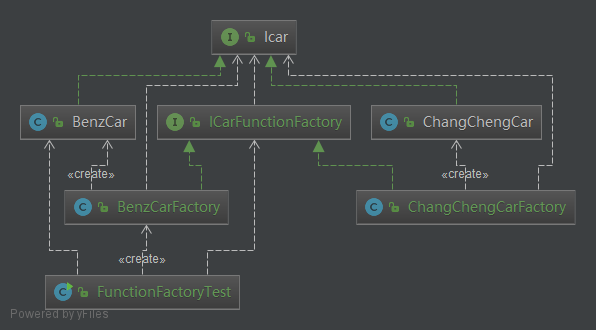 I Icar
C BenzCar
I ICarFunctionFactory
C ChangChengCar
«create»
«create»
C BenzCarFactory
C ChangChengCarFactory
«create»
C FunctionFactoryTest
Powered by yFiles